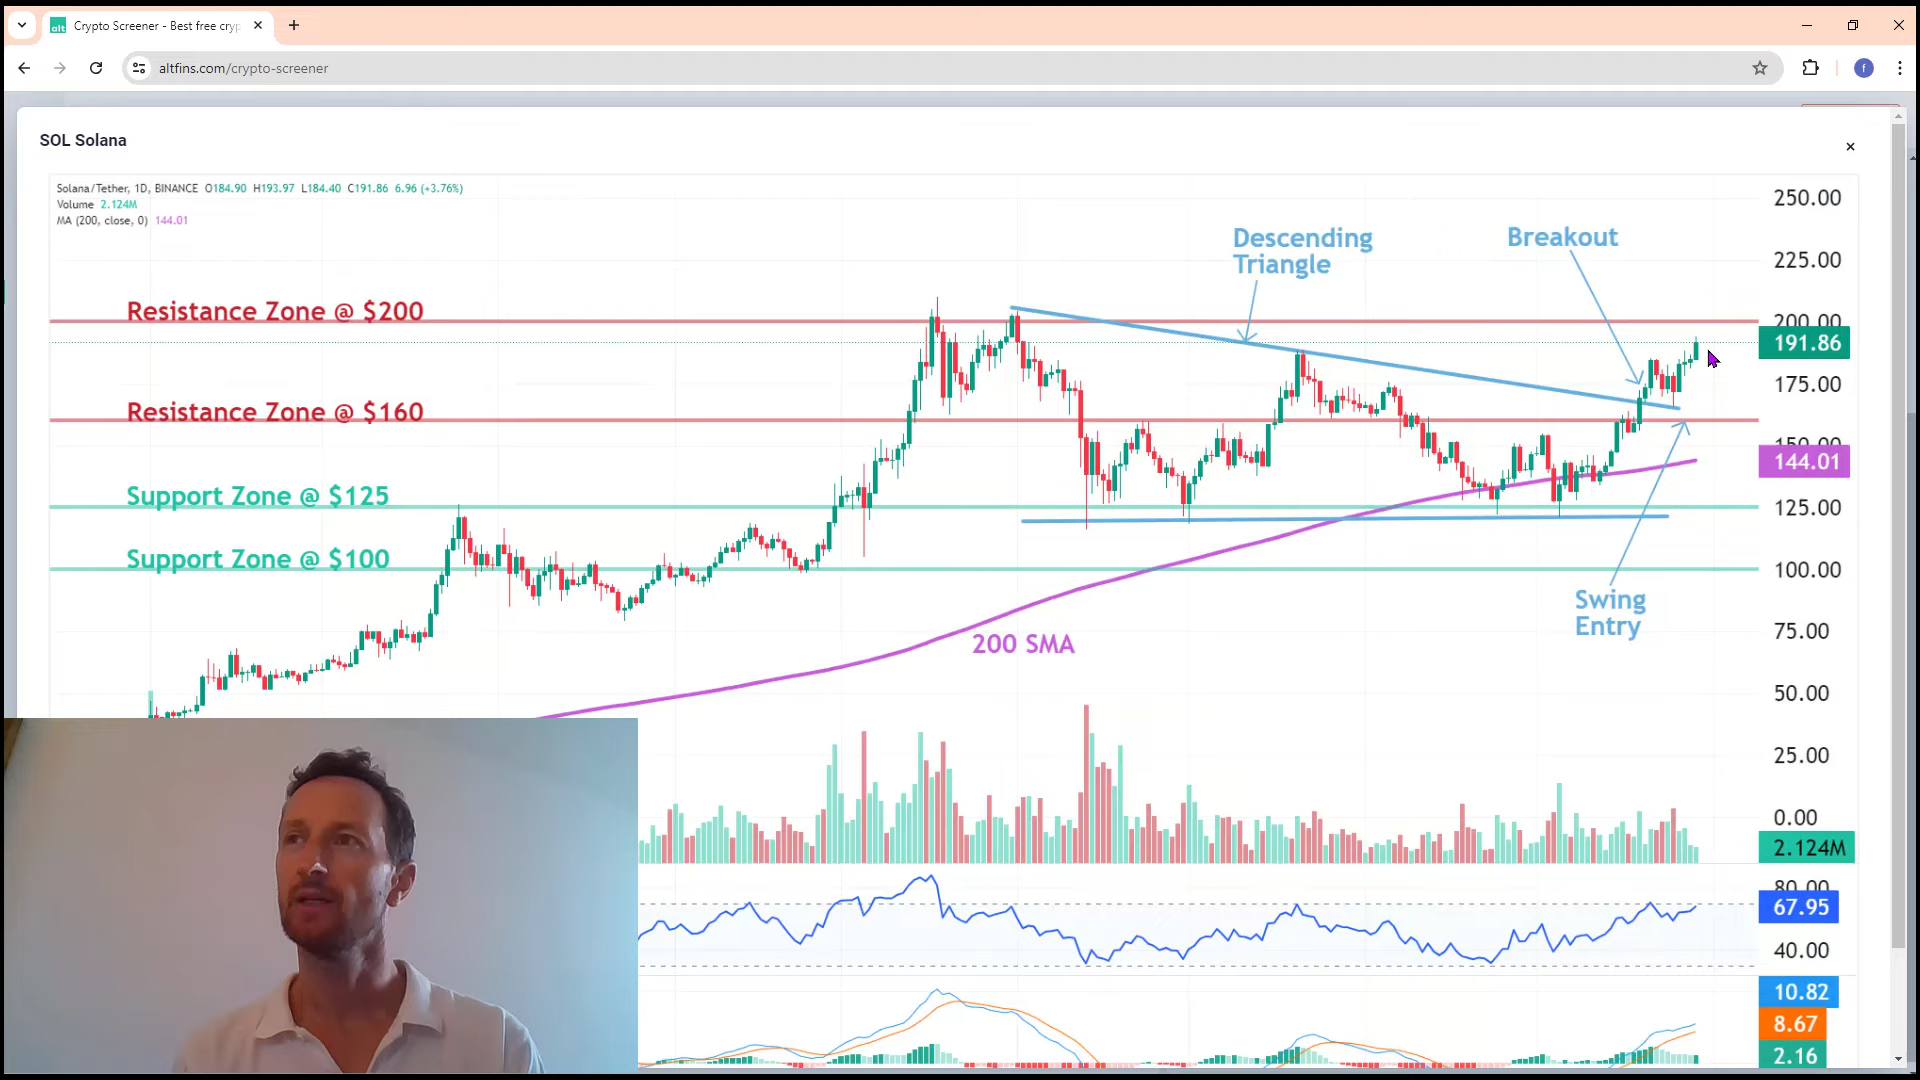 alt
Crypto Screener - Best free cryp
altfins.com/crypto-screener
f
SOL Solana
Solana/Tether, 1D, BINANCE O184.90 H193.97 L184.40 C191.86 6.96 (+3.76%)
Volume 2.124M
MA (200, close, 0) 144.01
250.00
Descending
Triangle
Breakout
225.00
Resistance Zone @ $200
200.00
191.86
175.00
Resistance Zone @ $160
150.00
144.01
Support Zone @ $125
125.00
Support Zone @ $100
100.00
Swing
Entry
75.00
200 SMA
50.00
25.00
0.00
2.124M
80.00
67.95
40.00
10.82
8.67
2.16